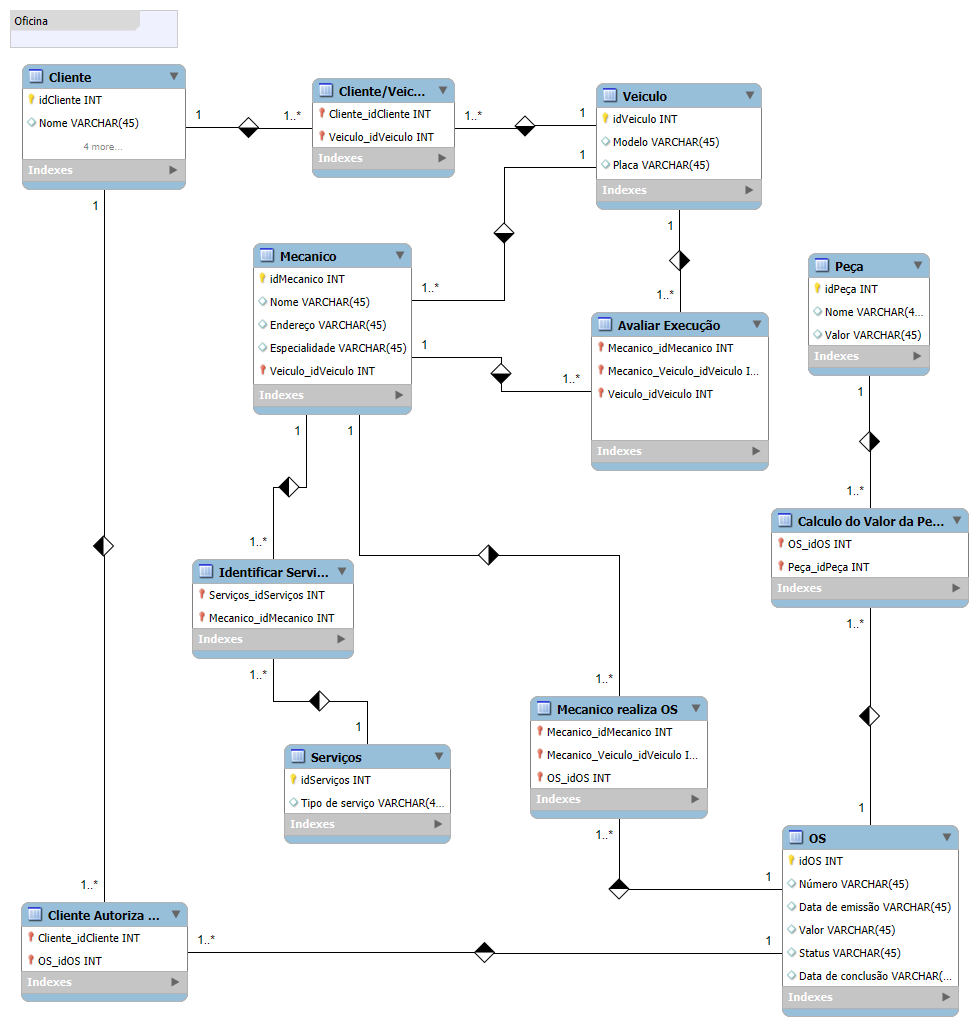 Oficina
Cliente
idCliente INT
Nome VARCHAR(45)
4 more...
Indexes
1
1..*
Cliente/Veic...
Cliente_idCliente INT
Veiculo_idVeiculo INT
Indexes
1..*
1
Veiculo
idVeiculo INT
Modelo VARCHAR(45)
Placa VARCHAR(45)
Indexes
1
1
1
1..*
Mecanico
idMecanico INT
Nome VARCHAR(45)
Endereço VARCHAR(45)
Especialidade VARCHAR(45)
Veiculo_idVeiculo INT
Indexes
1..*
1
1..*
Avaliar Execução
Mecanico_idMecanico INT
Mecanico_Veiculo_idVeiculo I...
Veiculo_idVeiculo INT
Indexes
Peça
idPeça INT
Nome VARCHAR(4...
Valor VARCHAR(45)
Indexes
1
1..*
Calculo do Valor da Pe...
OS_idOS INT
Peça_idPeça INT
Indexes
1..*
1
1
1
1..*
Identificar Servi...
Serviços_idServiços INT
Mecanico_idMecanico INT
Indexes
1..*
1
Serviços
idServiços INT
Tipo de serviço VARCHAR(4...
Indexes
1..*
Mecanico realiza OS
Mecanico_idMecanico INT
Mecanico_Veiculo_idVeiculo I...
OS_idOS INT
Indexes
1..*
1
OS
idOS INT
Número VARCHAR(45)
Data de emissão VARCHAR(45)
Valor VARCHAR(45)
Status VARCHAR(45)
Data de conclusão VARCHAR(...
Indexes
1..*
Cliente Autoriza ...
Cliente_idCliente INT
OS_idOS INT
Indexes
1..*
1